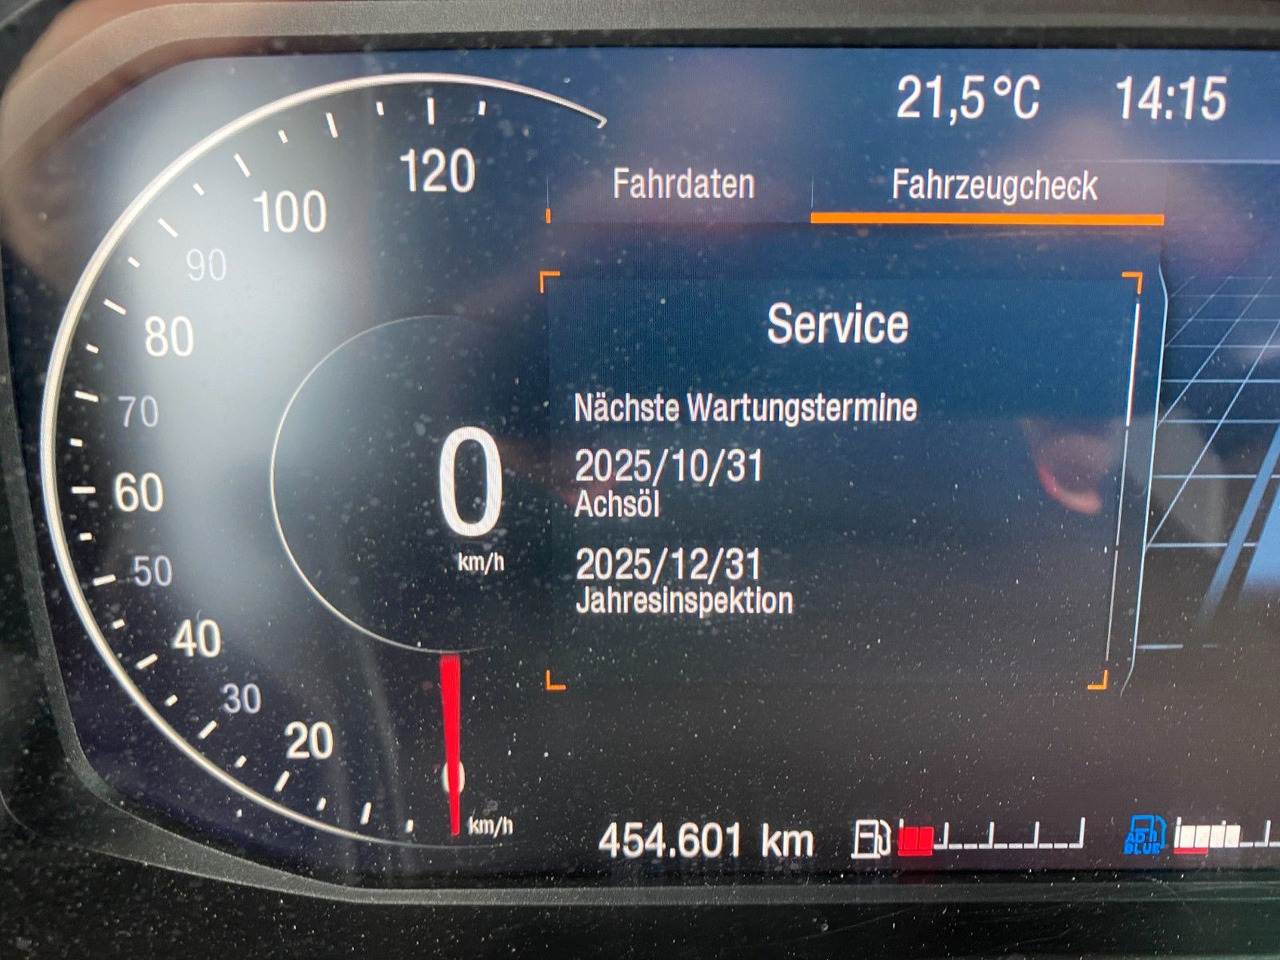 21,5°C 14:15
Fahrdaten Fahrzeugcheck
120
100
90
80
70
60
50
40
30
20
0
km/h
km/h
Service
Nächste Wartungstermine
2025/10/31
Achsöl
2025/12/31
Jahresinspektion
454.601 km
AD
BLUE